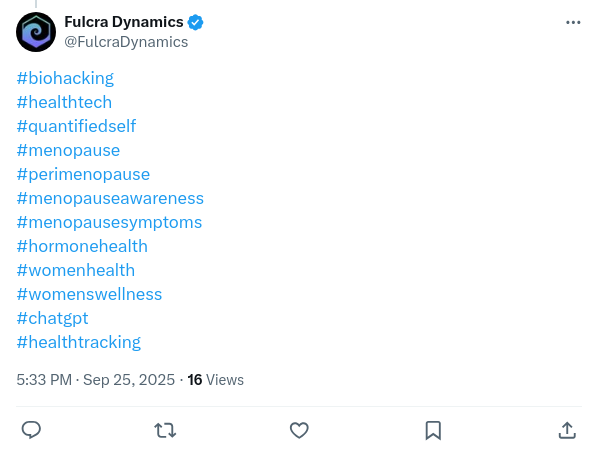 Fulcra Dynamics
@FulcraDynamics
#biohacking
#healthtech
#quantifiedself
#menopause
#perimenopause
#menopauseawareness
#menopausesymptoms
#hormonehealth
#womenhealth
#womenswellness
#chatgpt
#healthtracking
5:33 PM · Sep 25, 2025 · 16 Views